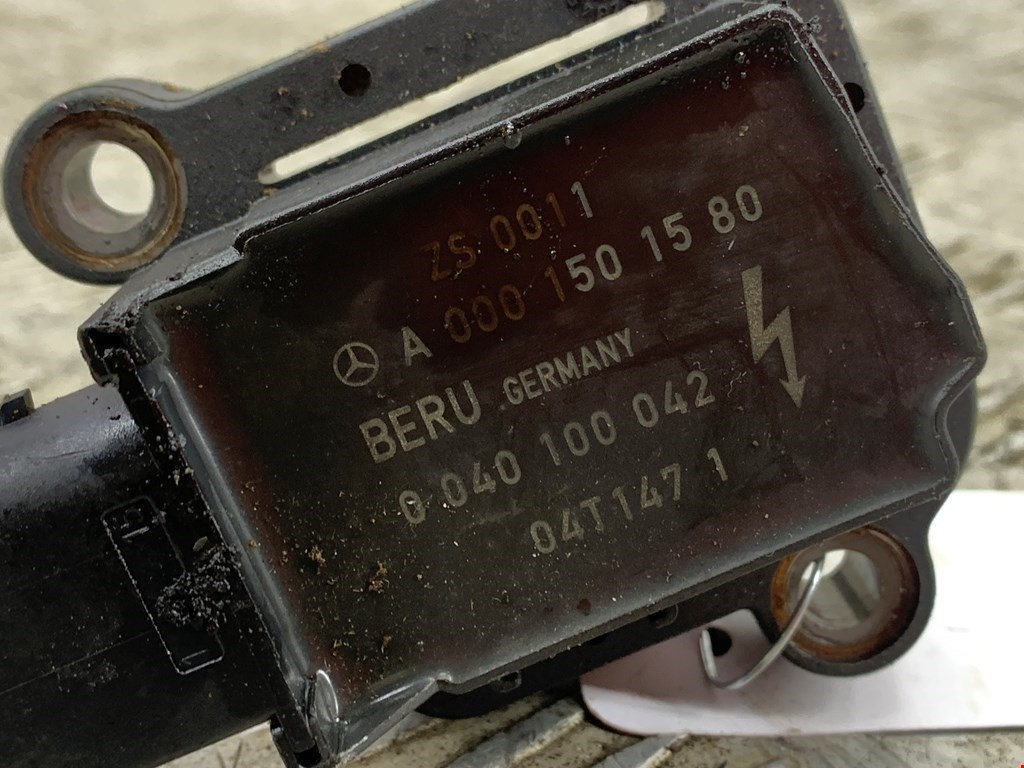 ZS 0011
A 000 150 15 80
BERU GERMANY
0 040 100 042
04T147 1